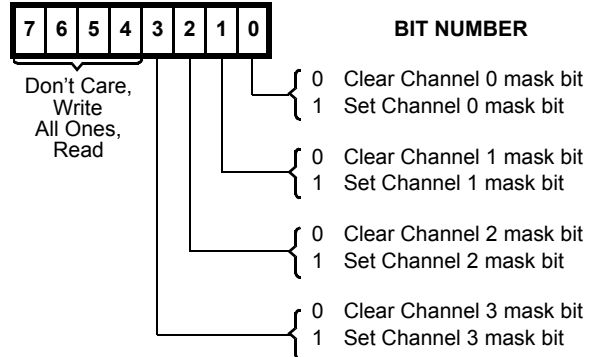 7 6 5 4 3 2 1 0 BIT NUMBER
Don't Care,
Write
All Ones,
Read
0 Clear Channel 0 mask bit
1 Set Channel 0 mask bit
0 Clear Channel 1 mask bit
1 Set Channel 1 mask bit
0 Clear Channel 2 mask bit
1 Set Channel 2 mask bit
0 Clear Channel 3 mask bit
1 Set Channel 3 mask bit